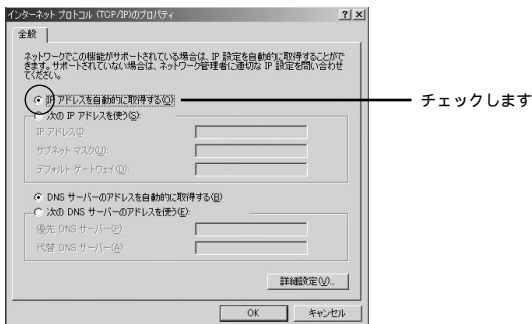 インターネット プロトコル (TCP/IP)のプロパティ
全般
ネットワークでこの機能がサポートされている場合は、IP 設定を自動的に取得することがで
きます。サポートされていない場合は、ネットワーク管理者に適切な IP 設定を問い合わせ
てください。
IP アドレスを自動的に取得する(O)
チェックします
次の IP アドレスを使う(S):
IP アドレス(I):
サブネット マスク(U):
デフォルト ゲートウェイ(D):
DNS サーバーのアドレスを自動的に取得する(B)
次の DNS サーバーのアドレスを使う(E):
優先 DNS サーバー(P):
代替 DNS サーバー(A):
詳細設定(V)...
OK
キャンセル